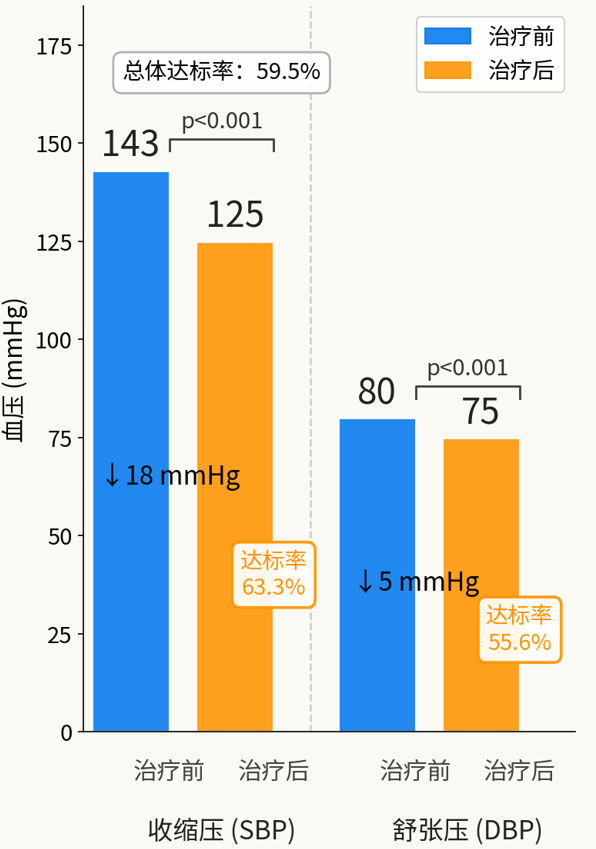 175
150
125
100
75
50
25
0
血压 (mmHg)
总体达标率：59.5%
治疗前
治疗后
143
p<0.001
125
80
p<0.001
75
↓18 mmHg
↓5 mmHg
达标率
63.3%
达标率
55.6%
治疗前 治疗后 治疗前 治疗后
收缩压 (SBP) 舒张压 (DBP)